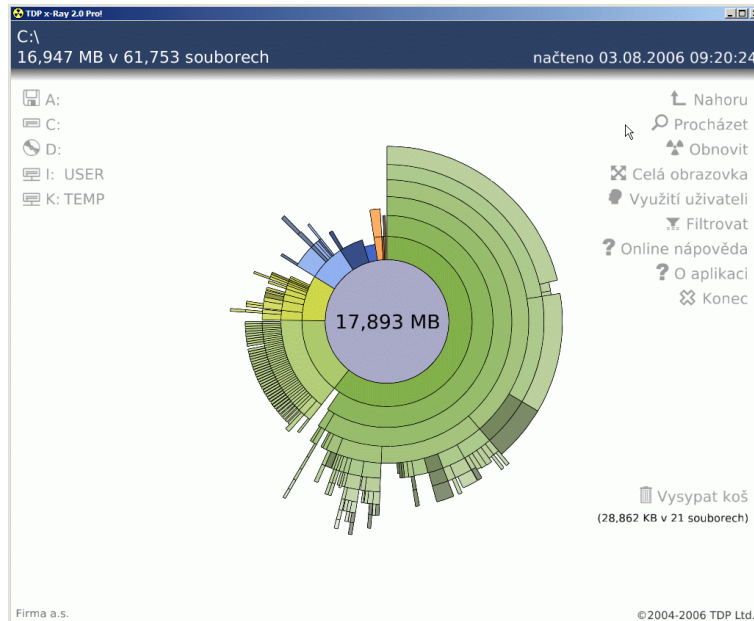 TDP x-Ray 2.0 Pro!
C:\
16,947 MB v 61,753 souborech
načteno 03.08.2006 09:20:24
A:
C:
D:
I: USER
K: TEMP
Nahoru
Procházet
Obnovit
Celá obrazovka
Využití uživateli
Filtrovat
Online nápověda
O aplikaci
Konec
17,893 MB
Vysypat koš
(28,862 KB v 21 souborech)
Firma a.s.
©2004-2006 TDP Ltd.